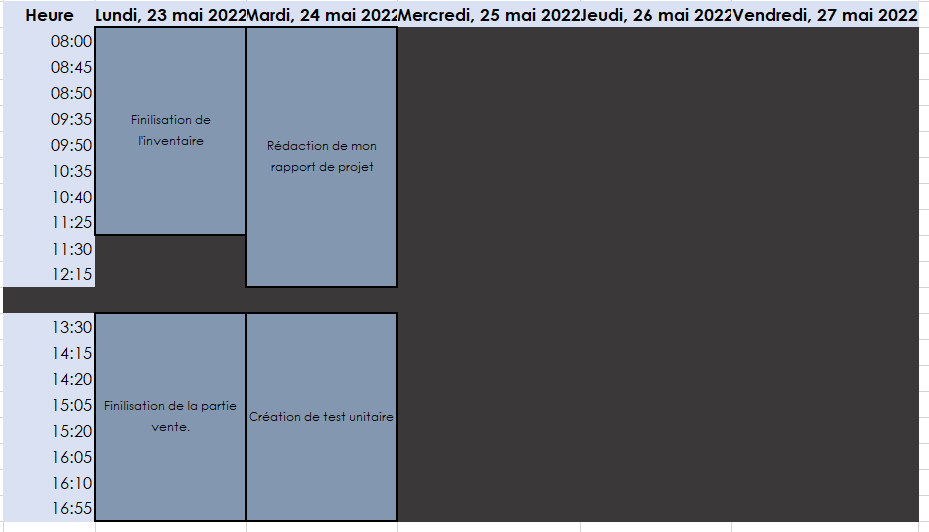 Heure Lundi, 23 mai 2022 Mardi, 24 mai 2022 Mercredi, 25 mai 2022 Jeudi, 26 mai 2022 Vendredi, 27 mai 2022
08:00
08:45
08:50
09:35
09:50
10:35
10:40
11:25
11:30
12:15
Finilisation de
l'inventaire
Rédaction de mon
rapport de projet
13:30
14:15
14:20
15:05
15:20
16:05
16:10
16:55
Finilisation de la partie
vente.
Création de test unitaire